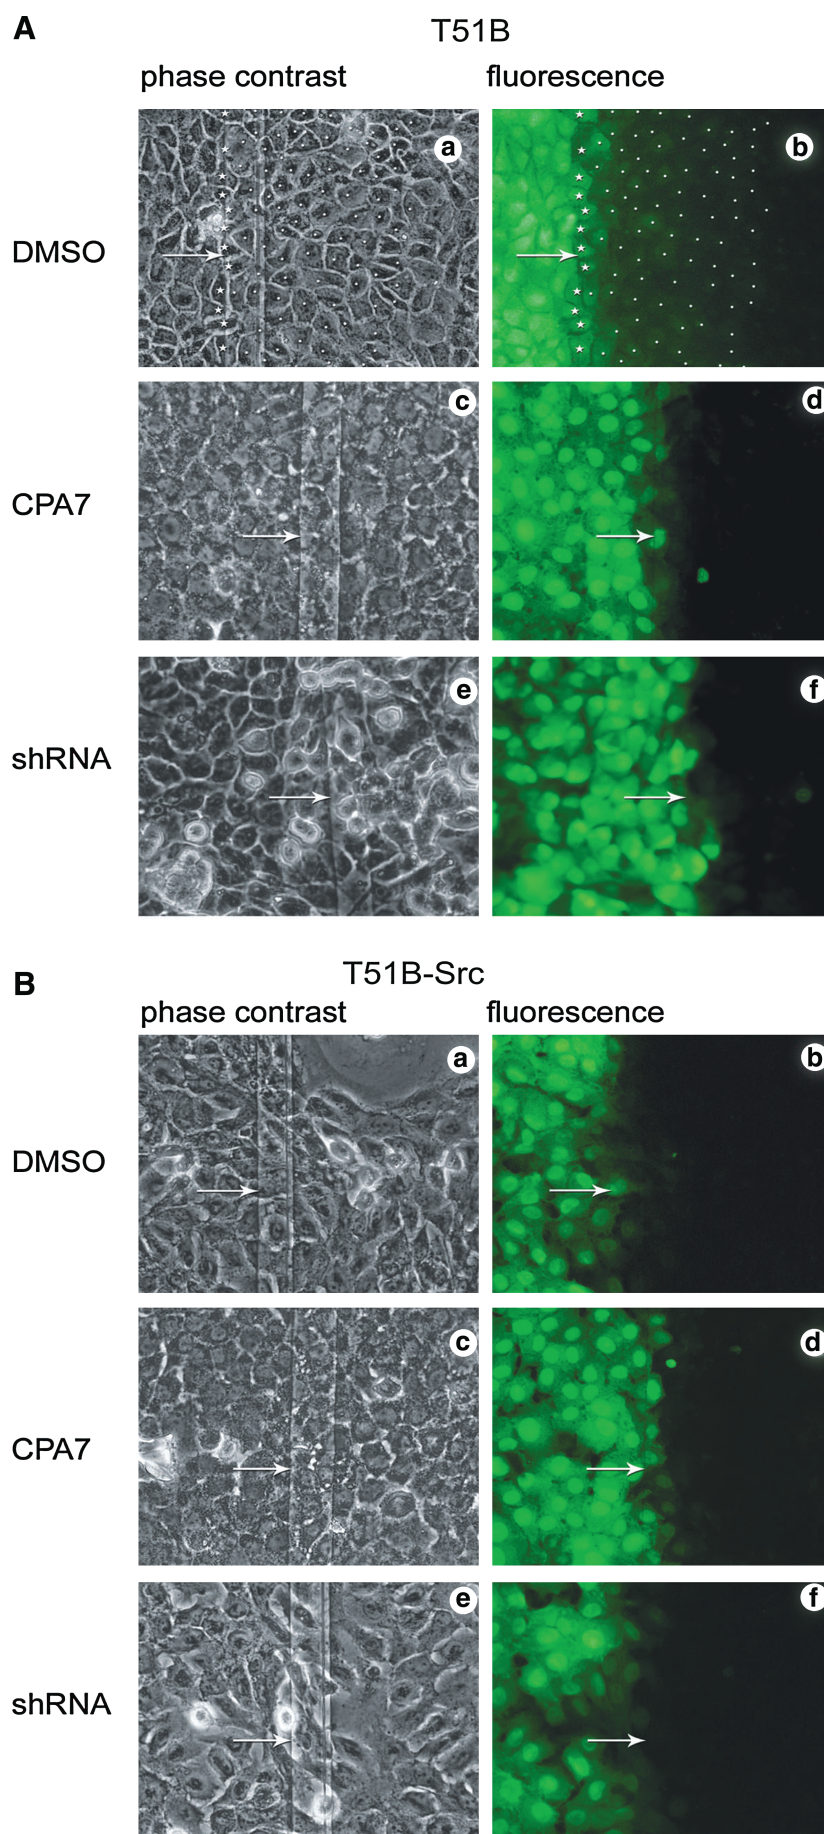 A
T51B
phase contrast fluorescence
DMSO
a
b
CPA7
c
d
shRNA
e
f
B
T51B-Src
phase contrast fluorescence
DMSO
a
b
CPA7
c
d
shRNA
e
f